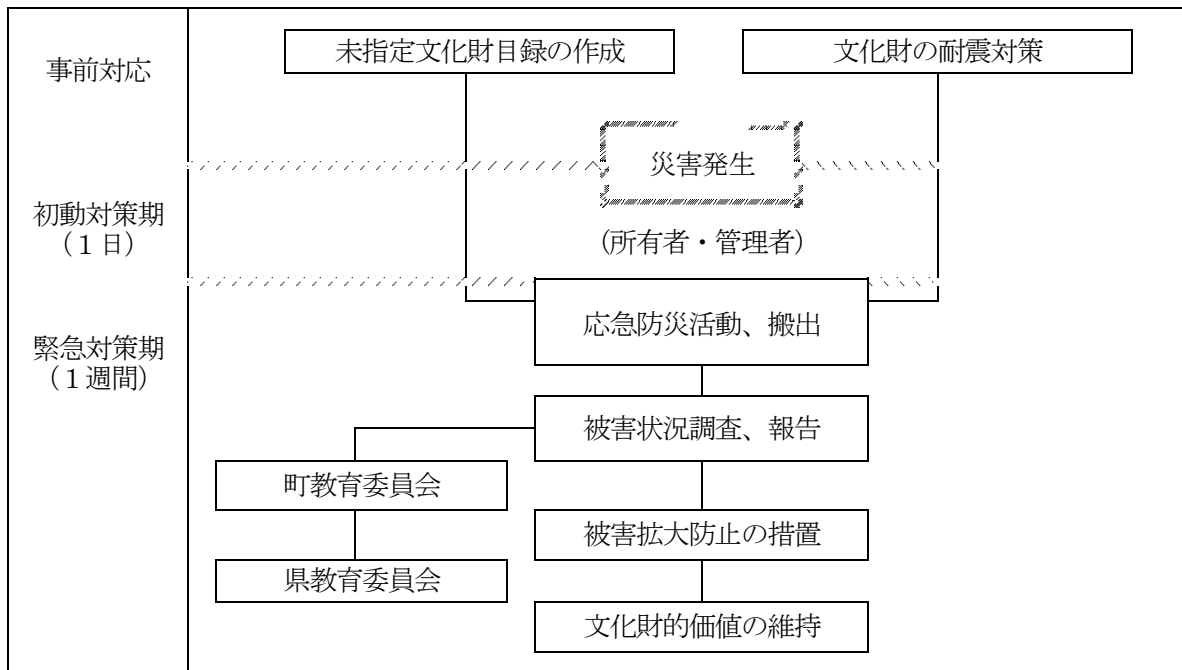 事前対応
未指定文化財目録の作成
文化財の耐震対策
災害発生
初動対策期
（１日）
（所有者・管理者）
緊急対策期
（１週間）
応急防災活動、搬出
被害状況調査、報告
町教育委員会
被害拡大防止の措置
県教育委員会
文化財的価値の維持